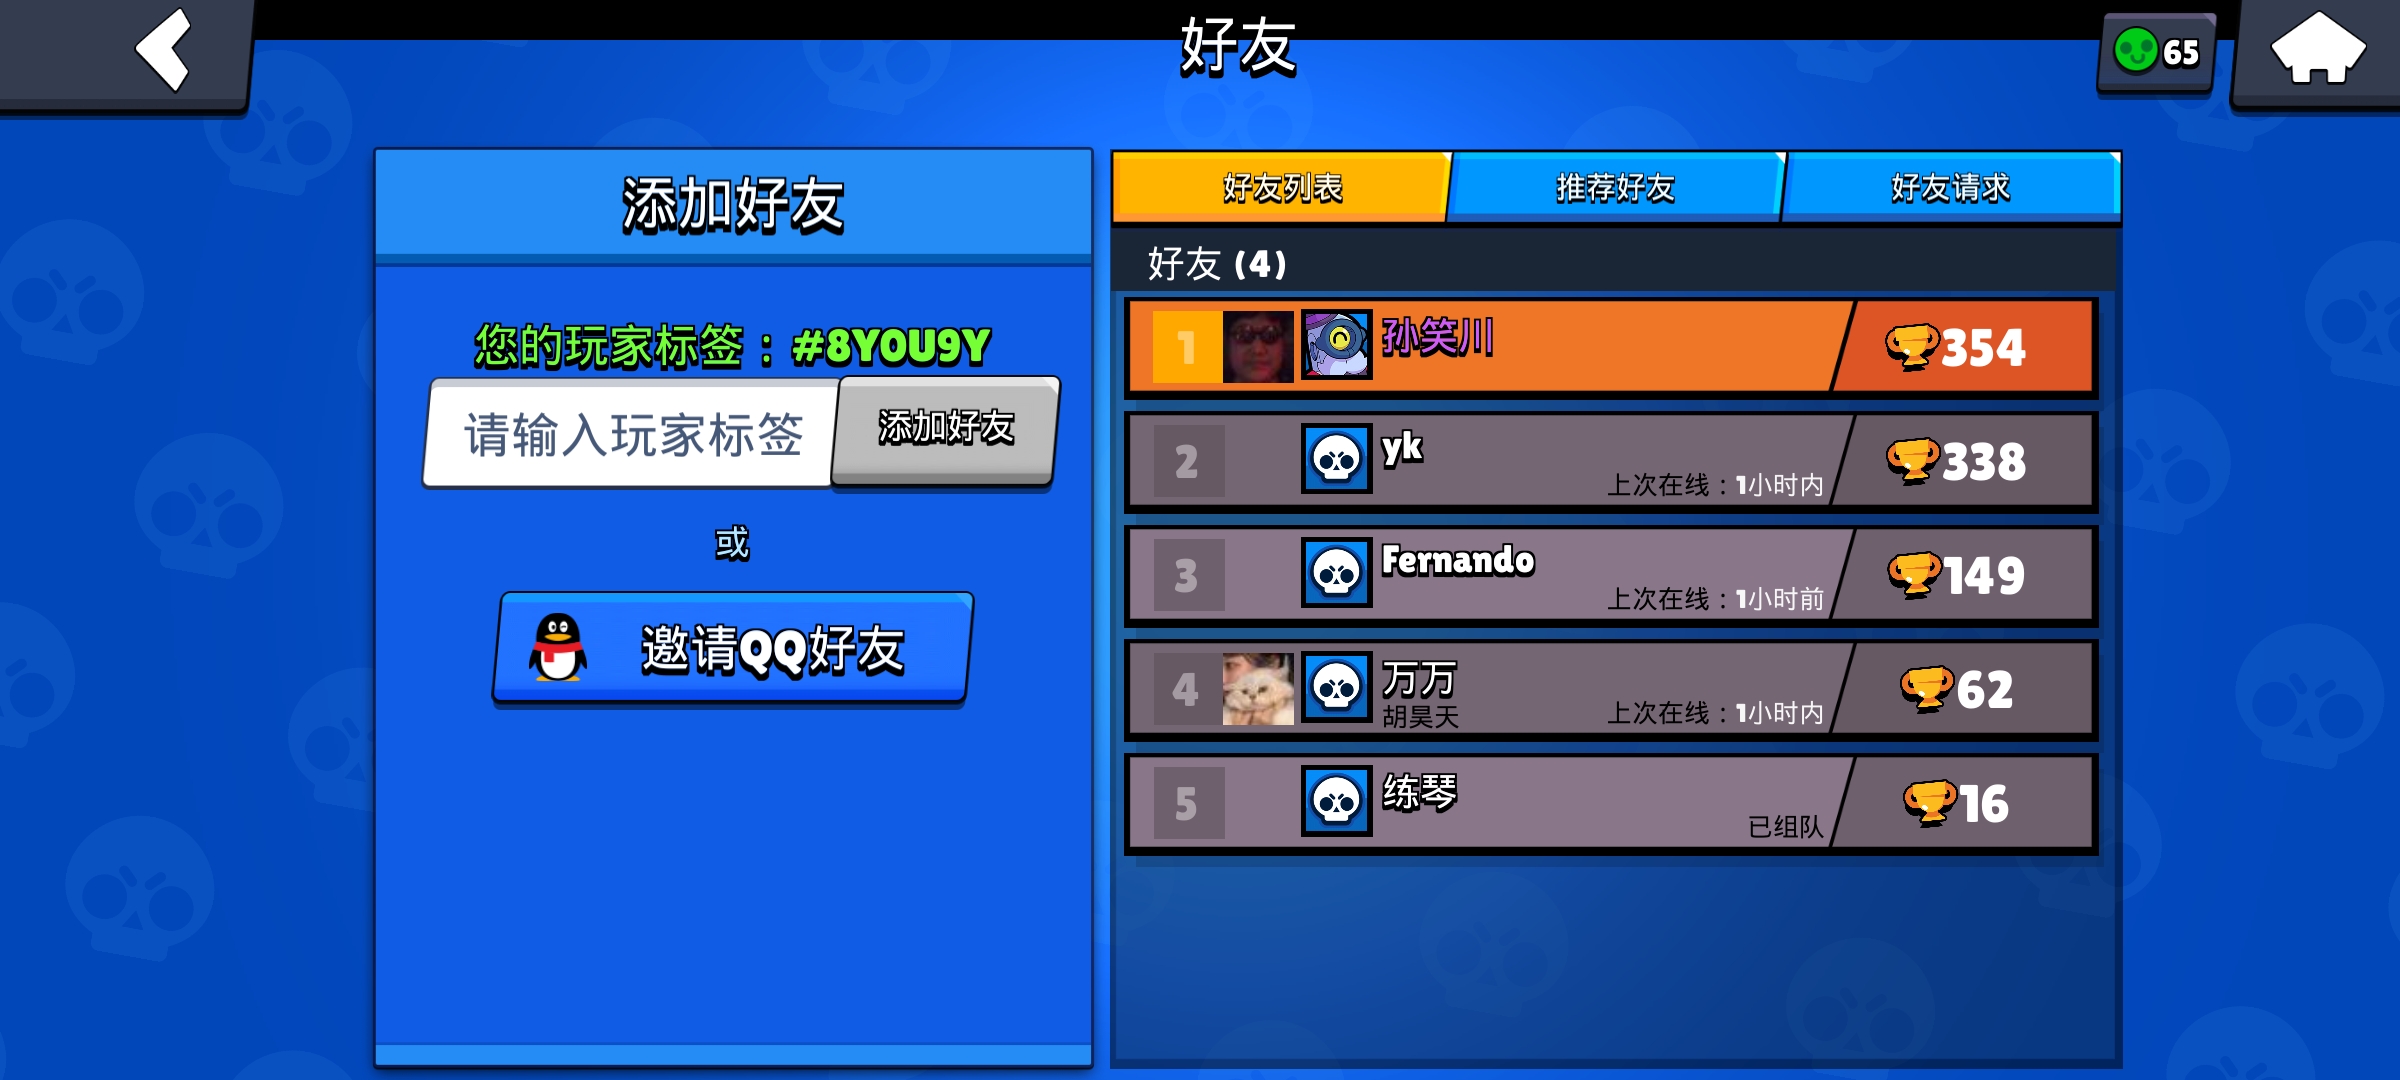 好友
65
添加好友
您的玩家标签：#8YOU9Y
请输入玩家标签
添加好友
或
邀请QQ好友
好友列表
推荐好友
好友请求
好友 (4)
1
孙笑川
354
2
yk
上次在线：1小时内
338
3
Fernando
上次在线：1小时前
149
4
万万
胡昊天
上次在线：1小时内
62
5
练琴
已组队
16